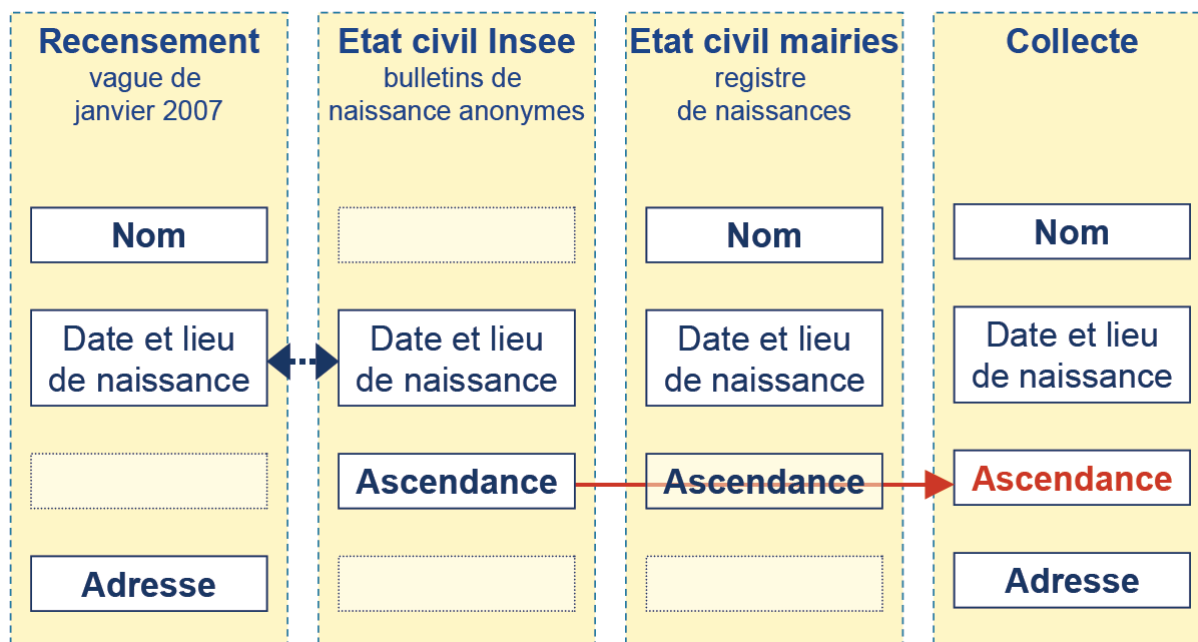 Recensement
vague de
janvier 2007
Nom
Date et lieu
de naissance
Adresse
Etat civil Insee
bulletins de
naissance anonymes
Date et lieu
de naissance
Ascendance
Etat civil mairies
registre
de naissances
Nom
Date et lieu
de naissance
Ascendance
Collecte
Nom
Date et lieu
de naissance
Ascendance
Adresse